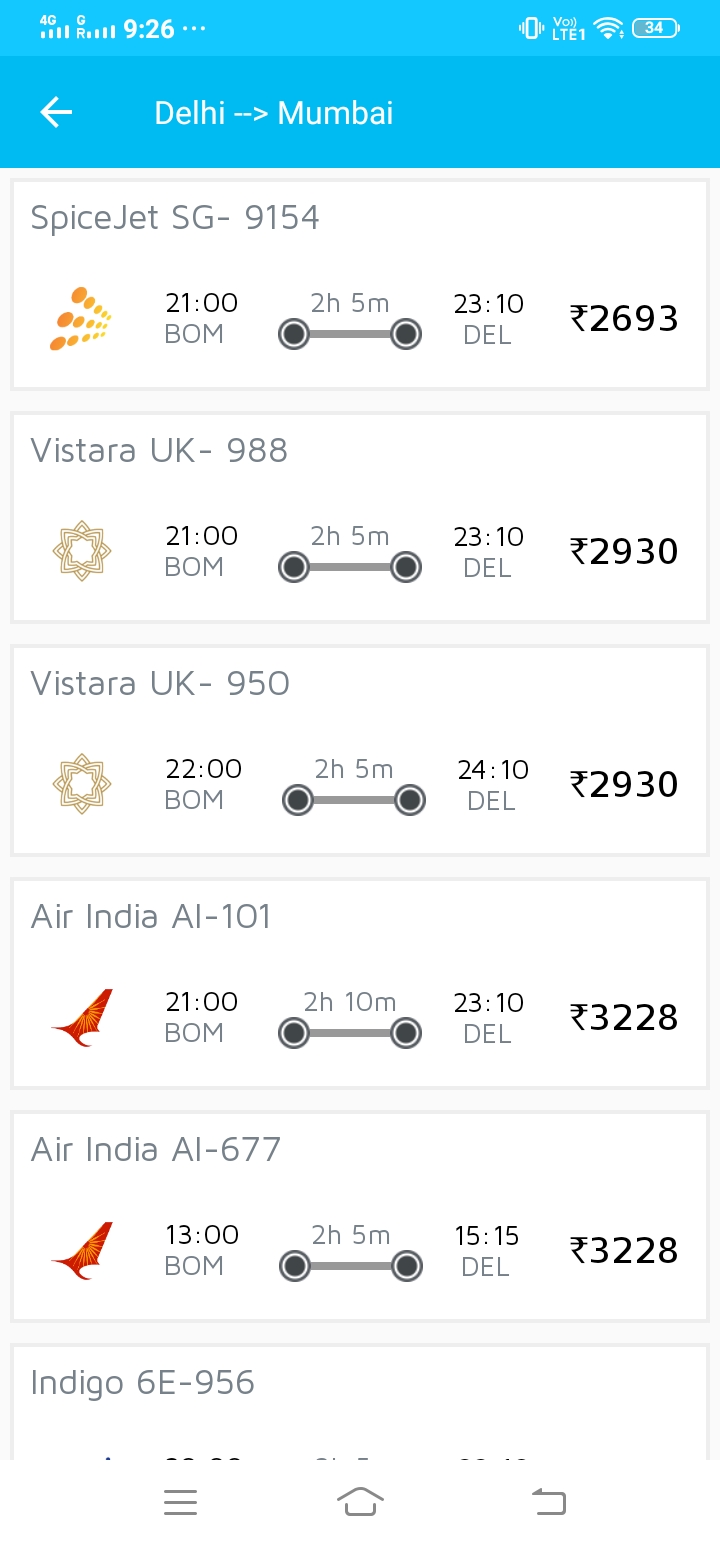 4G G R 9:26 ... Vo)) LTE1 34
Delhi --> Mumbai
SpiceJet SG- 9154
21:00 2h 5m 23:10 ₹2693
BOM DEL
Vistara UK- 988
21:00 2h 5m 23:10 ₹2930
BOM DEL
Vistara UK- 950
22:00 2h 5m 24:10 ₹2930
BOM DEL
Air India AI-101
21:00 2h 10m 23:10 ₹3228
BOM DEL
Air India AI-677
13:00 2h 5m 15:15 ₹3228
BOM DEL
Indigo 6E-956